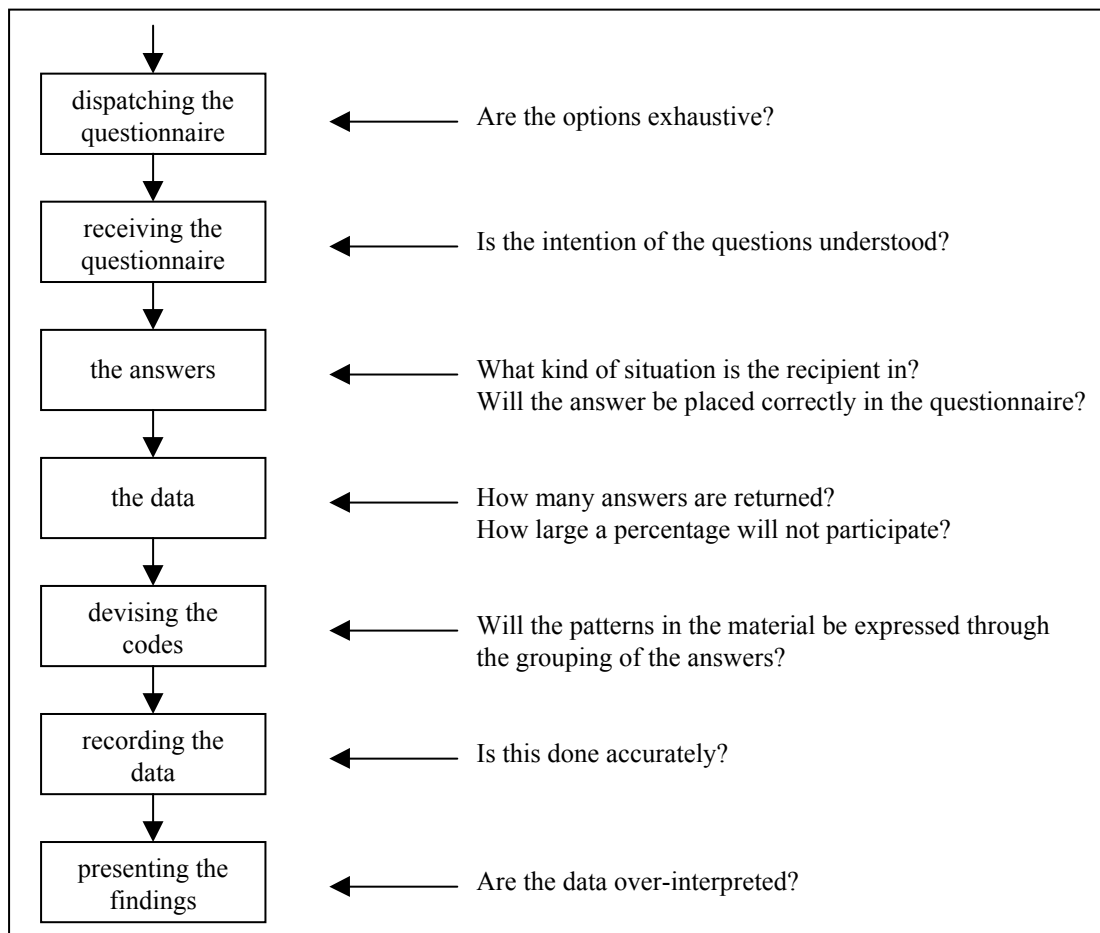 dispatching the
questionnaire
Are the options exhaustive?
receiving the
questionnaire
Is the intention of the questions understood?
the answers
What kind of situation is the recipient in?
Will the answer be placed correctly in the questionnaire?
the data
How many answers are returned?
How large a percentage will not participate?
devising the
codes
Will the patterns in the material be expressed through
the grouping of the answers?
recording the
data
Is this done accurately?
presenting the
findings
Are the data over-interpreted?